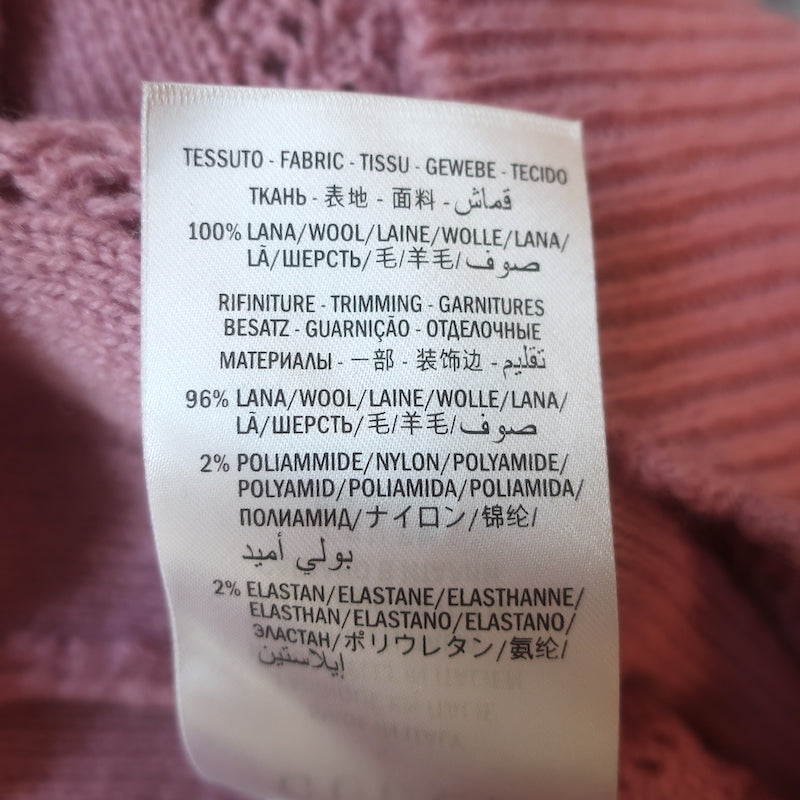 TESSUTO - FABRIC - TISSU - GEWEBE - TECIDO
ТКАНЬ - 表地 - 面料 - قماش
100% LANA/WOOL/LAINE/WOLLE/LANA/
LÃ/ШЕРСТЬ/毛/羊毛/صوف
RIFINITURE - TRIMMING - GARNITURES
BESATZ - GUARNIÇÃO - ОТДЕЛОЧНЫЕ
МАТЕРИАЛЫ - 一部 - 装饰边 - تقليم
96% LANA/WOOL/LAINE/WOLLE/LANA/
LÃ/ШЕРСТЬ/毛/羊毛/صوف
2% POLIAMMIDE/NYLON/POLYAMIDE/
POLYAMID/POLIAMIDA/POLIAMIDA/
ПОЛИАМИД/ナイロン/锦纶/
بولي أميد
2% ELASTAN/ELASTANE/ELASTHANNE/
ELASTHAN/ELASTANO/ELASTANO/
ЭЛАСТАН/ポリウレタン/氨纶/
إيلاستين